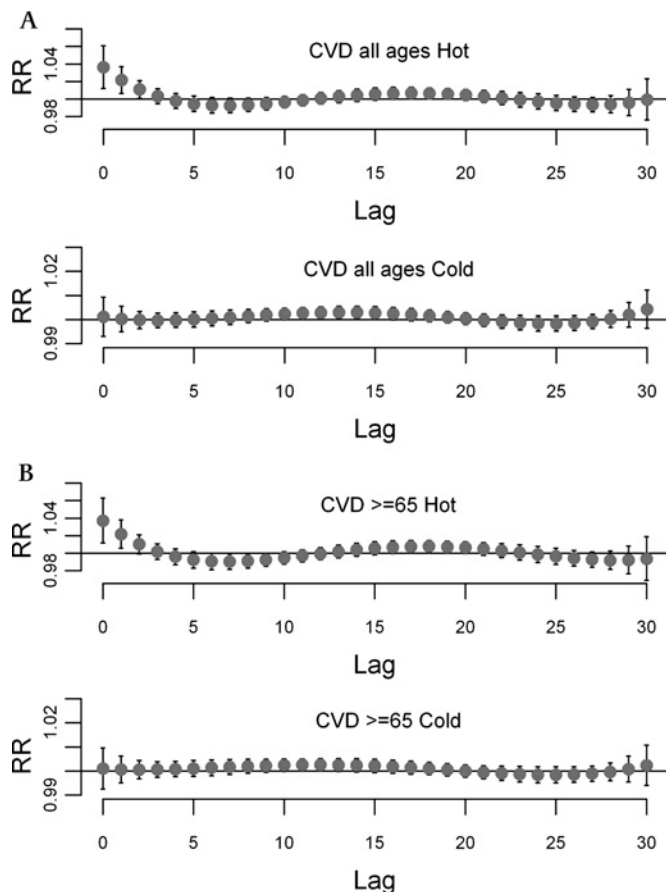 A
CVD all ages Hot
RR
0.98 1.04
0 5 10 15 20 25 30
Lag
CVD all ages Cold
RR
0.99 1.02
0 5 10 15 20 25 30
Lag
B
CVD >=65 Hot
RR
0.98 1.04
0 5 10 15 20 25 30
Lag
CVD >=65 Cold
RR
0.99 1.02
0 5 10 15 20 25 30
Lag